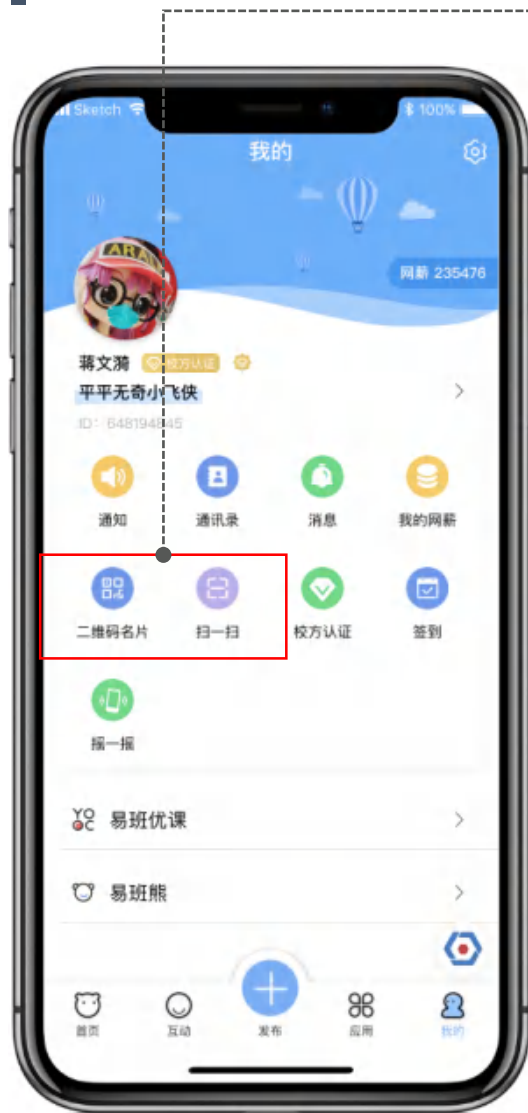 Sketch 100%
我的
ARA
网薪 235476
蒋文漪 校方认证
平平无奇小飞侠
ID: 648194845
通知 通讯录 消息 我的网薪
二维码名片 扫一扫 校方认证 签到
摇一摇
YOOC 易班优课
易班熊
首页 互动 发布 应用 我的